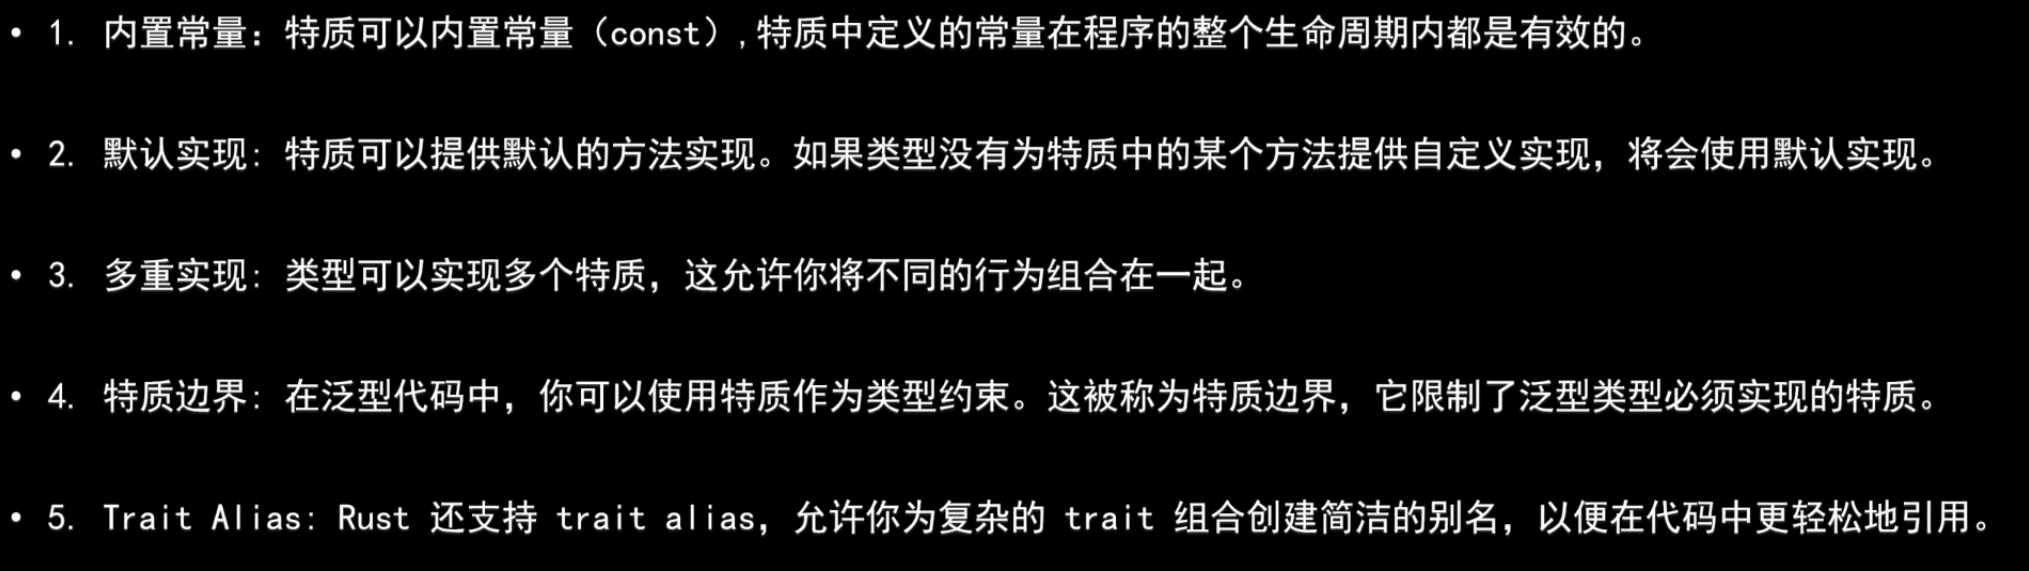 • 1. 内置常量：特质可以内置常量（const）,特质中定义的常量在程序的整个生命周期内都是有效的。
• 2. 默认实现: 特质可以提供默认的方法实现。如果类型没有为特质中的某个方法提供自定义实现，将会使用默认实现。
• 3. 多重实现: 类型可以实现多个特质，这允许你将不同的行为组合在一起。
• 4. 特质边界: 在泛型代码中，你可以使用特质作为类型约束。这被称为特质边界，它限制了泛型类型必须实现的特质。
• 5. Trait Alias: Rust 还支持 trait alias，允许你为复杂的 trait 组合创建简洁的别名，以便在代码中更轻松地引用。